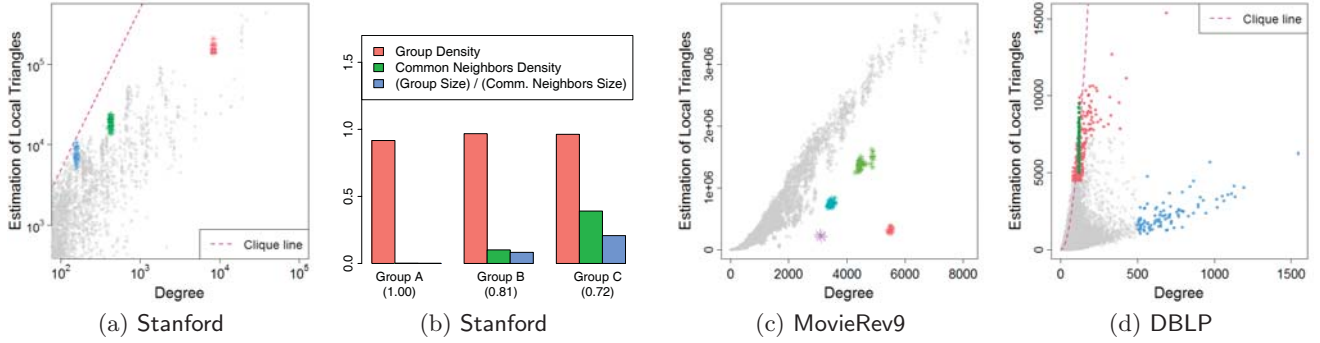 Estimation of Local Triangles
10^5
10^4
10^3
10^2 10^3 10^4 10^5
Degree
Clique line
(a) Stanford
Group Density
Common Neighbors Density
(Group Size) / (Comm. Neighbors Size)
1.5
1.0
0.5
0.0
Group A Group B Group C
(1.00) (0.81) (0.72)
(b) Stanford
Estimation of Local Triangles
3e+06
2e+06
1e+06
0
0 2000 4000 6000 8000
Degree
(c) MovieRev9
Estimation of Local Triangles
15000
10000
5000
0
0 500 1000 1500
Degree
Clique line
(d) DBLP